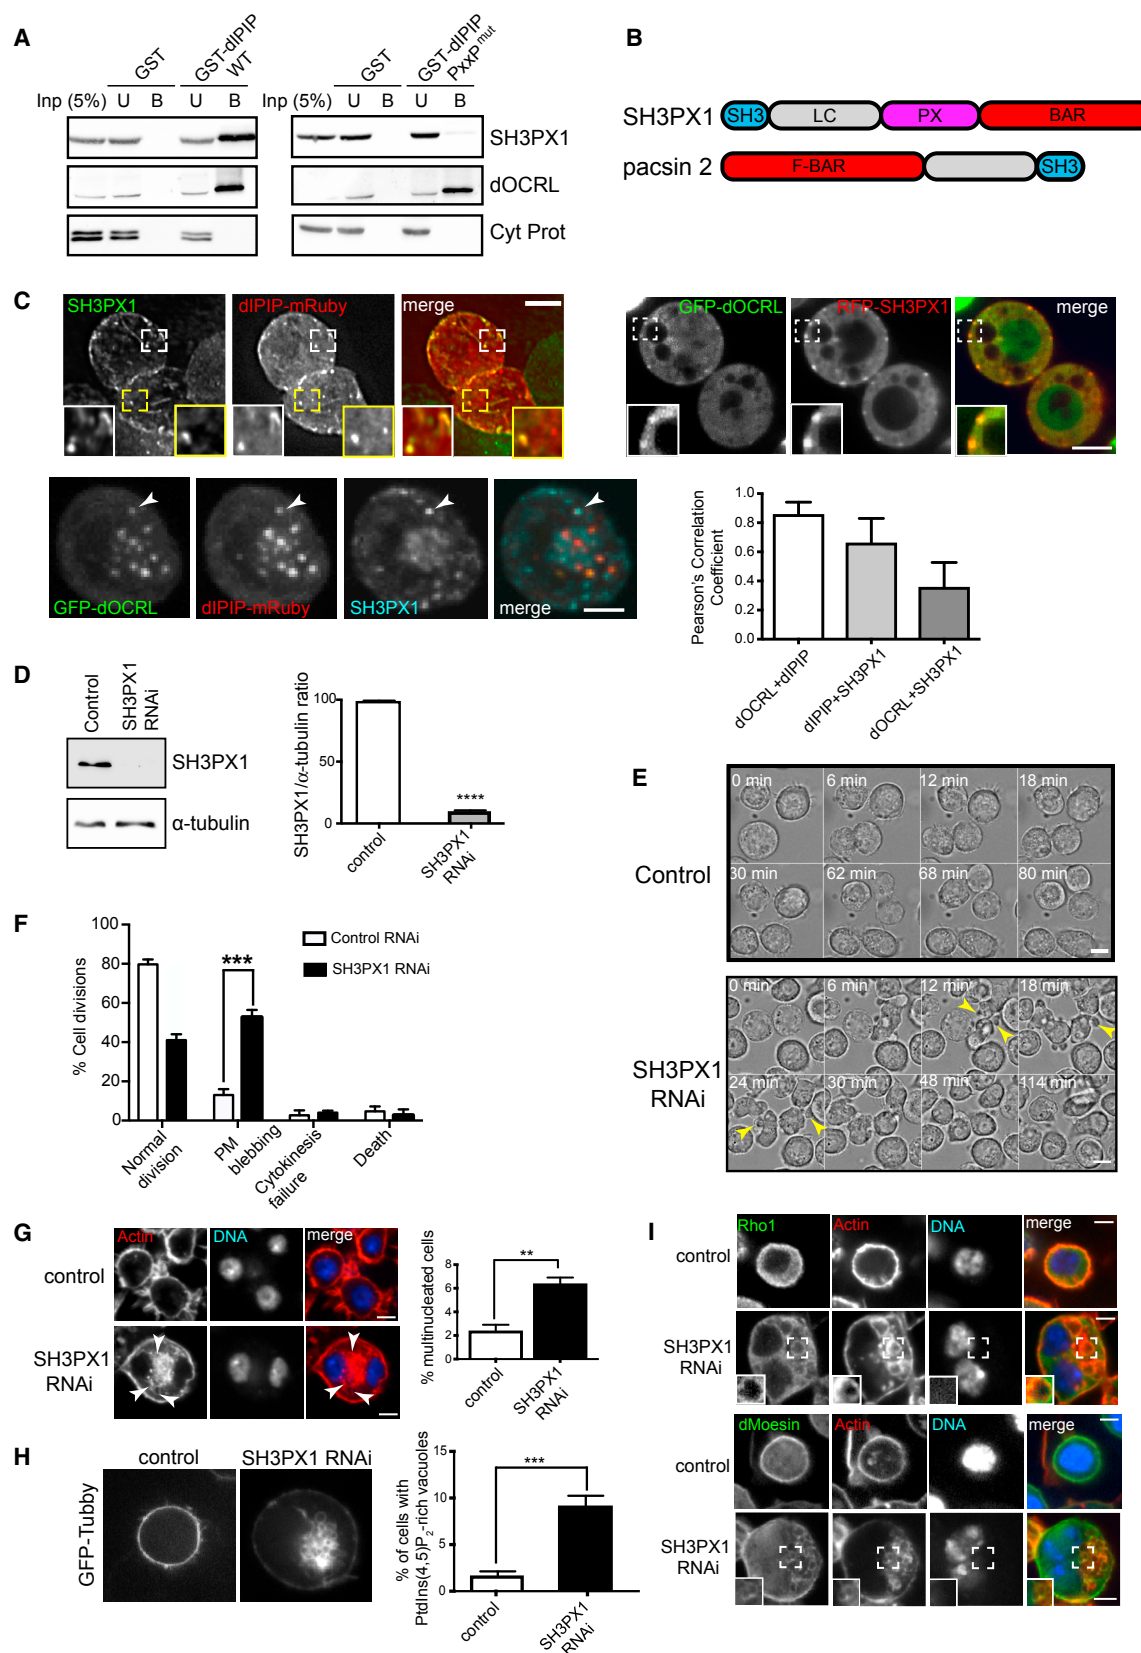 A
GST
GST-dIPIP WT
GST
GST-dIPIP PxxP mut
Inp (5%) U B U B
Inp (5%) U B U B
SH3PX1
dOCRL
Cyt Prot
B
SH3PX1
SH3 LC PX BAR
pacsin 2
F-BAR SH3
C
SH3PX1
dIPIP-mRuby
merge
GFP-dOCRL
RFP-SH3PX1
merge
GFP-dOCRL
dIPIP-mRuby
SH3PX1
merge
Pearson's Correlation
Coefficient
1.0
0.8
0.6
0.4
0.2
0.0
dOCRL+dIPIP
dIPIP+SH3PX1
dOCRL+SH3PX1
D
Control
SH3PX1
RNAi
SH3PX1
α-tubulin
SH3PX1/α-tubulin ratio
100
50
0
****
control
SH3PX1
RNAi
E
Control
0 min 6 min 12 min 18 min
30 min 62 min 68 min 80 min
SH3PX1
RNAi
0 min 6 min 12 min 18 min
24 min 30 min 48 min 114 min
F
% Cell divisions
80
60
40
20
0
***
Control RNAi
SH3PX1 RNAi
Normal
division
PM
blebbing
Cytokinesis
failure
Death
G
Actin
DNA
merge
control
SH3PX1
RNAi
% multinucleated cells
8
6
4
2
0
**
control
SH3PX1
RNAi
H
control
SH3PX1 RNAi
GFP-Tubby
% of cells with
PtdIns(4,5)P2-rich vacuoles
15
10
5
0
***
control
SH3PX1
RNAi
I
Rho1
Actin
DNA
merge
control
SH3PX1
RNAi
dMoesin
Actin
DNA
merge
control
SH3PX1
RNAi